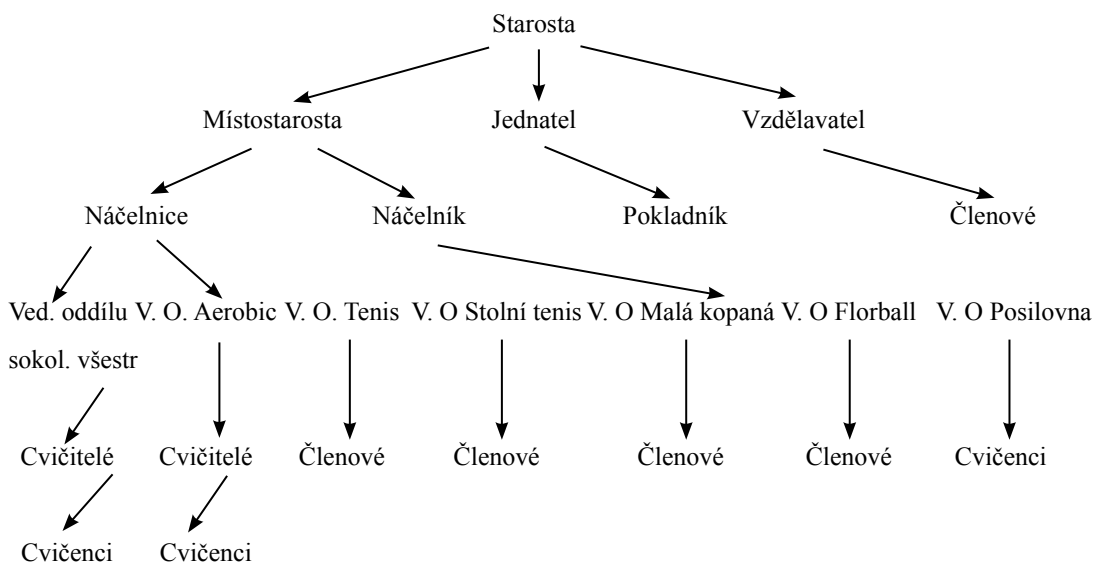 Starosta
Místostarosta Jednatel Vzdělavatel
Náčelnice Náčelník Pokladník Členové
Ved. oddílu V. O. Aerobic V. O. Tenis V. O Stolní tenis V. O Malá kopaná V. O Florball V. O Posilovna
sokol. všestr
Cvičitelé Cvičitelé Členové Členové Členové Členové Cvičenci
Cvičenci Cvičenci